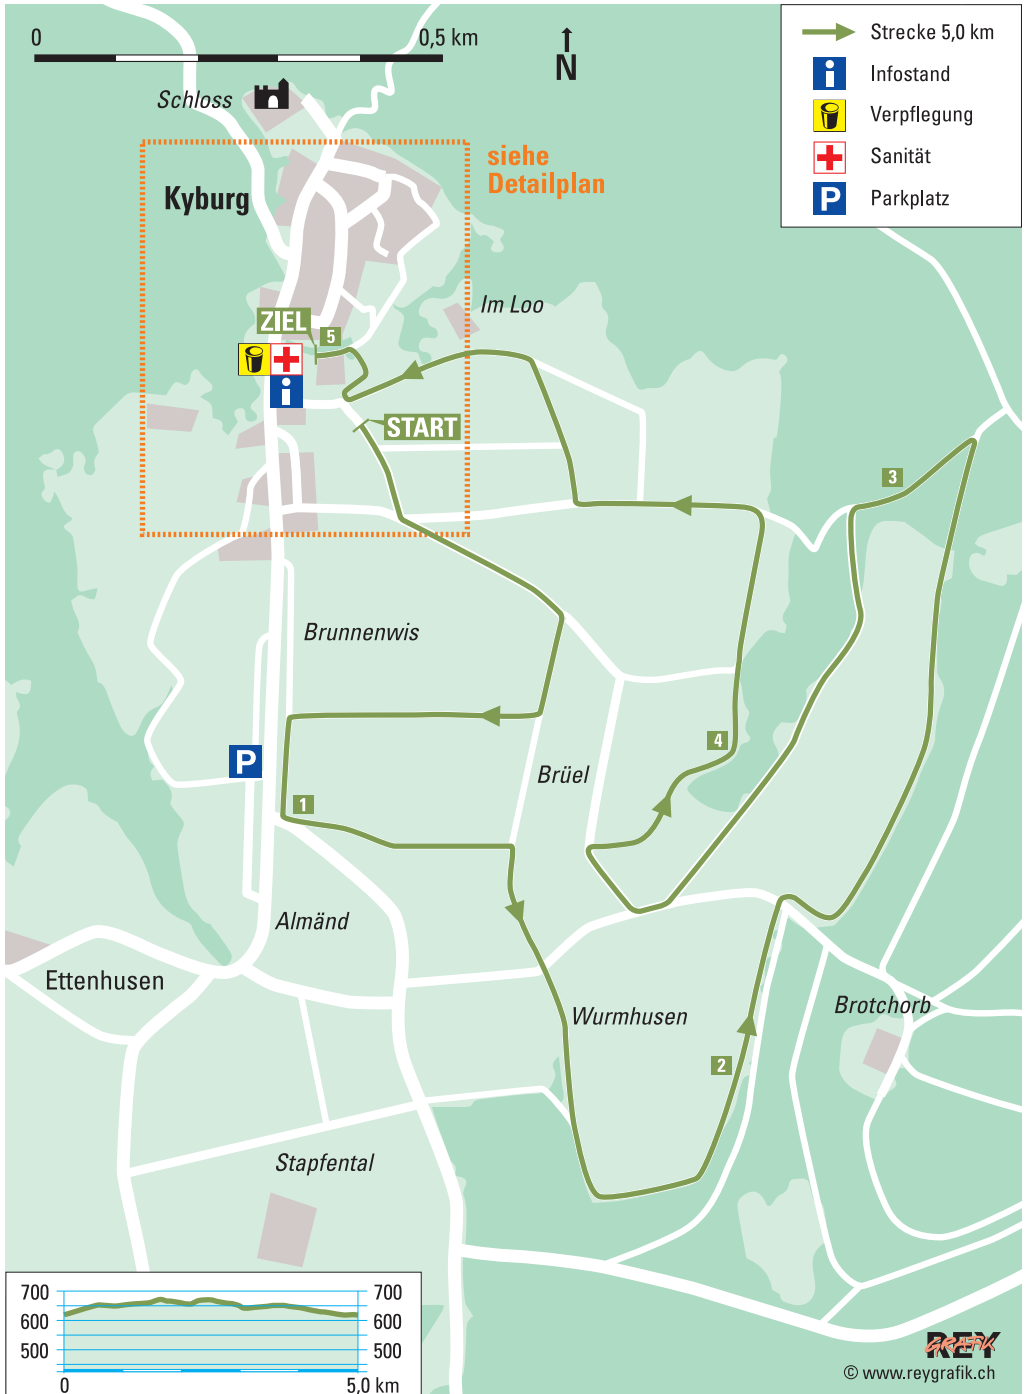 0
0,5 km
N
Strecke 5,0 km
Infostand
Verpflegung
Sanität
P
Parkplatz
Schloss
siehe
Detailplan
Kyburg
Im Loo
ZIEL
5
i
START
3
Brunnenwis
4
P
Brüel
1
Almänd
Ettenhusen
Wurmhusen
Brotchorb
2
Stapfental
700
600
500
700
600
500
0
5,0 km
REY
GRAFIK
© www.reygrafik.ch